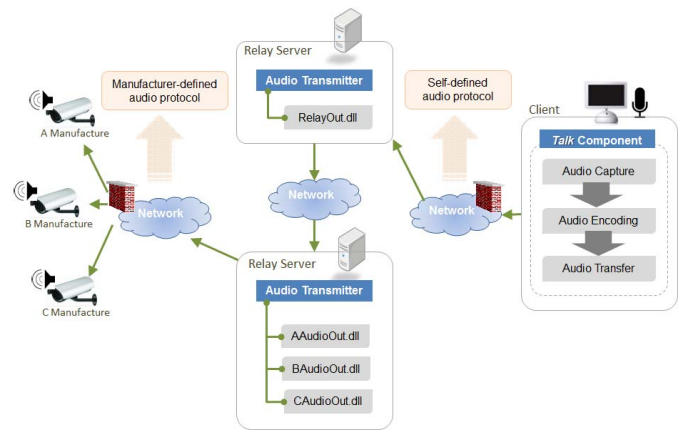 Relay Server
Audio Transmitter
RelayOut.dll
Manufacturer-defined
audio protocol
Self-defined
audio protocol
A Manufacture
B Manufacture
C Manufacture
Network
Network
Network
Client
Talk Component
Audio Capture
Audio Encoding
Audio Transfer
Relay Server
Audio Transmitter
AAudioOut.dll
BAudioOut.dll
CAudioOut.dll